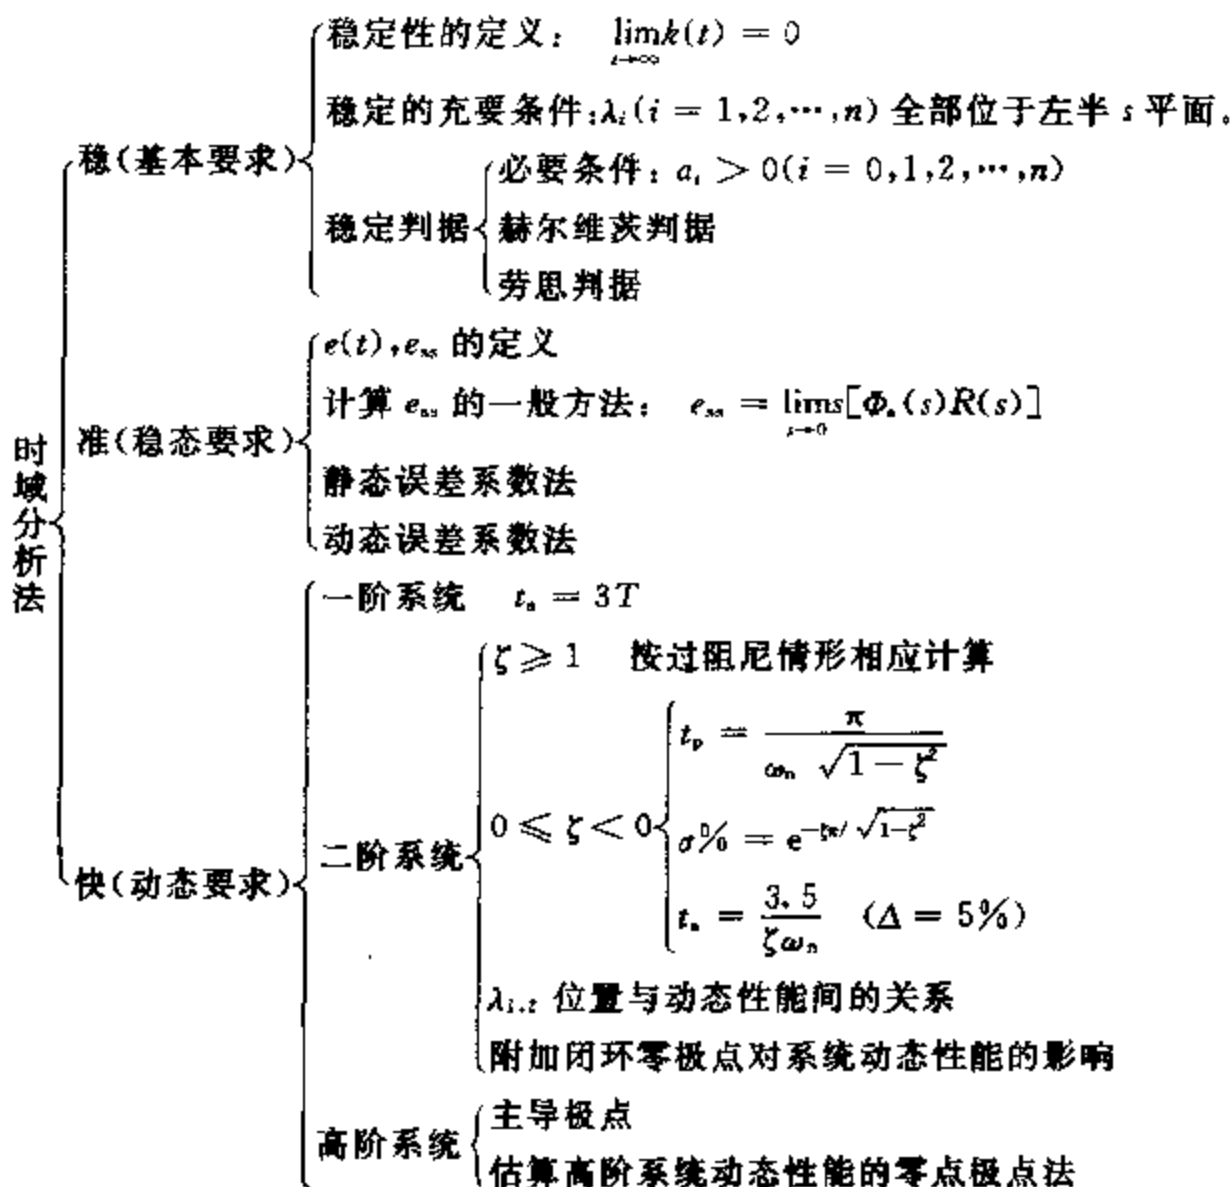 时域分析法
稳(基本要求)
稳定性的定义: lim k(t) = 0
t→∞
稳定的充要条件:λᵢ(i = 1,2,⋯,n) 全部位于左半 s 平面。
稳定判据
必要条件: aᵢ > 0(i = 0,1,2,⋯,n)
赫尔维茨判据
劳思判据
准(稳态要求)
e(t),eₛₛ 的定义
计算 eₛₛ 的一般方法: eₛₛ = lim s[Φₑ(s)R(s)]
s→0
静态误差系数法
动态误差系数法
快(动态要求)
一阶系统 tₛ = 3T
二阶系统
ζ ⩾ 1 按过阻尼情形相应计算
0 ⩽ ζ < 0
tₚ = π / (ωₙ √(1 − ζ²))
σ% = e^(−ζπ/√(1−ζ²))
tₛ = 3.5 / (ζωₙ) (Δ = 5%)
λ₁,₂ 位置与动态性能间的关系
附加闭环零极点对系统动态性能的影响
高阶系统
主导极点
估算高阶系统动态性能的零点极点法